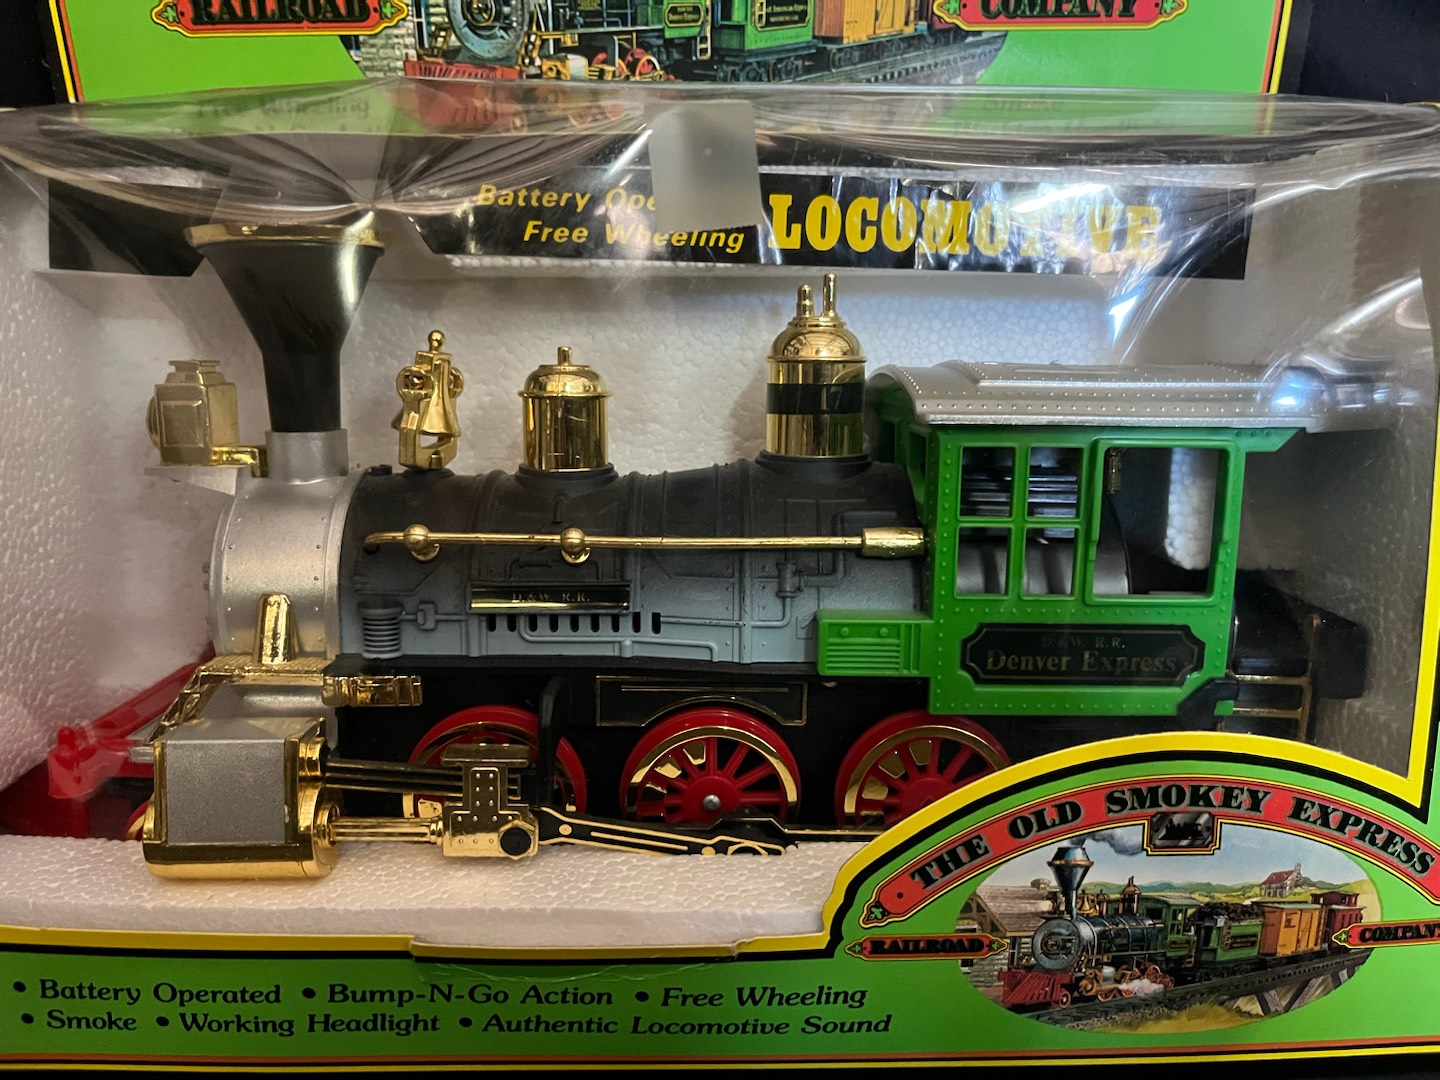 RAILROAD
COMPANY
Battery Ope
Free Wheeling
LOCOMOTIVE
D.&W. R.R.
D.&W. R.R.
Denver Express
THE OLD SMOKEY EXPRESS
RAILROAD
COMPANY
• Battery Operated • Bump-N-Go Action • Free Wheeling
• Smoke • Working Headlight • Authentic Locomotive Sound